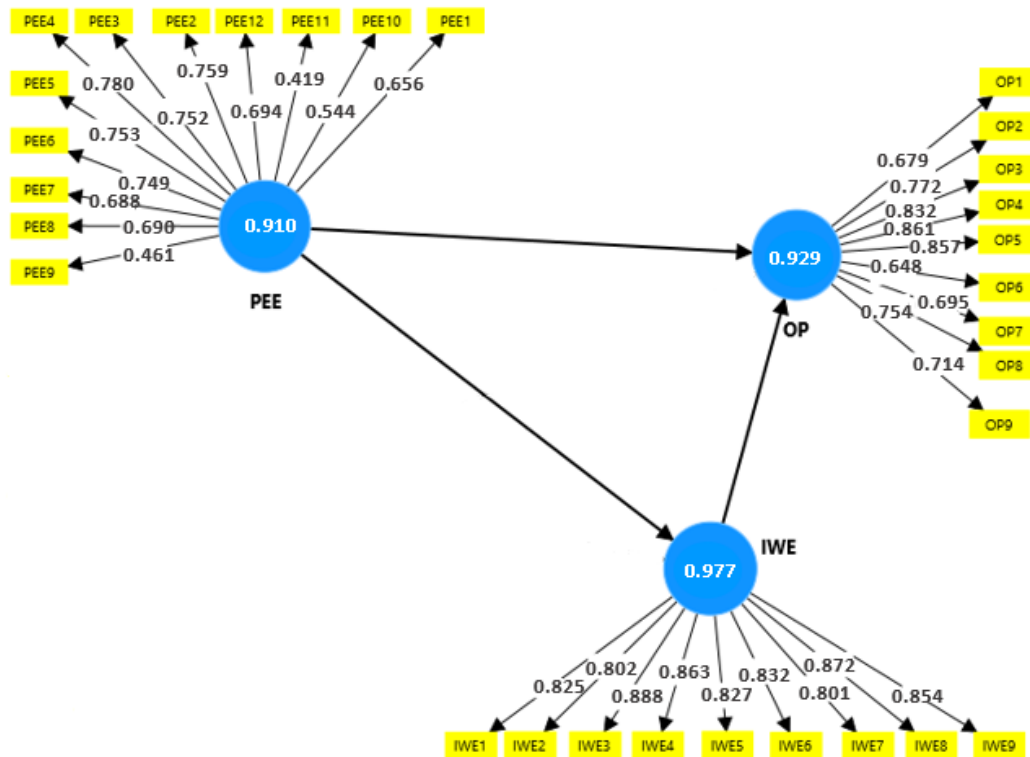 PEE4 PEE3 PEE2 PEE12 PEE11 PEE10 PEE1
0.780 0.752 0.759 0.694 0.419 0.544 0.656
PEE5
0.753
PEE6
0.749
PEE7
0.688
PEE8
0.690
PEE9
0.461
0.910
PEE
OP1
0.679
OP2
0.772
OP3
0.832
OP4
0.861
OP5
0.857
OP6
0.648
OP7
0.695
OP8
0.754
OP9
0.714
0.929
OP
IWE
0.977
0.825 0.802 0.888 0.863 0.827 0.832 0.801 0.872 0.854
IWE1 IWE2 IWE3 IWE4 IWE5 IWE6 IWE7 IWE8 IWE9